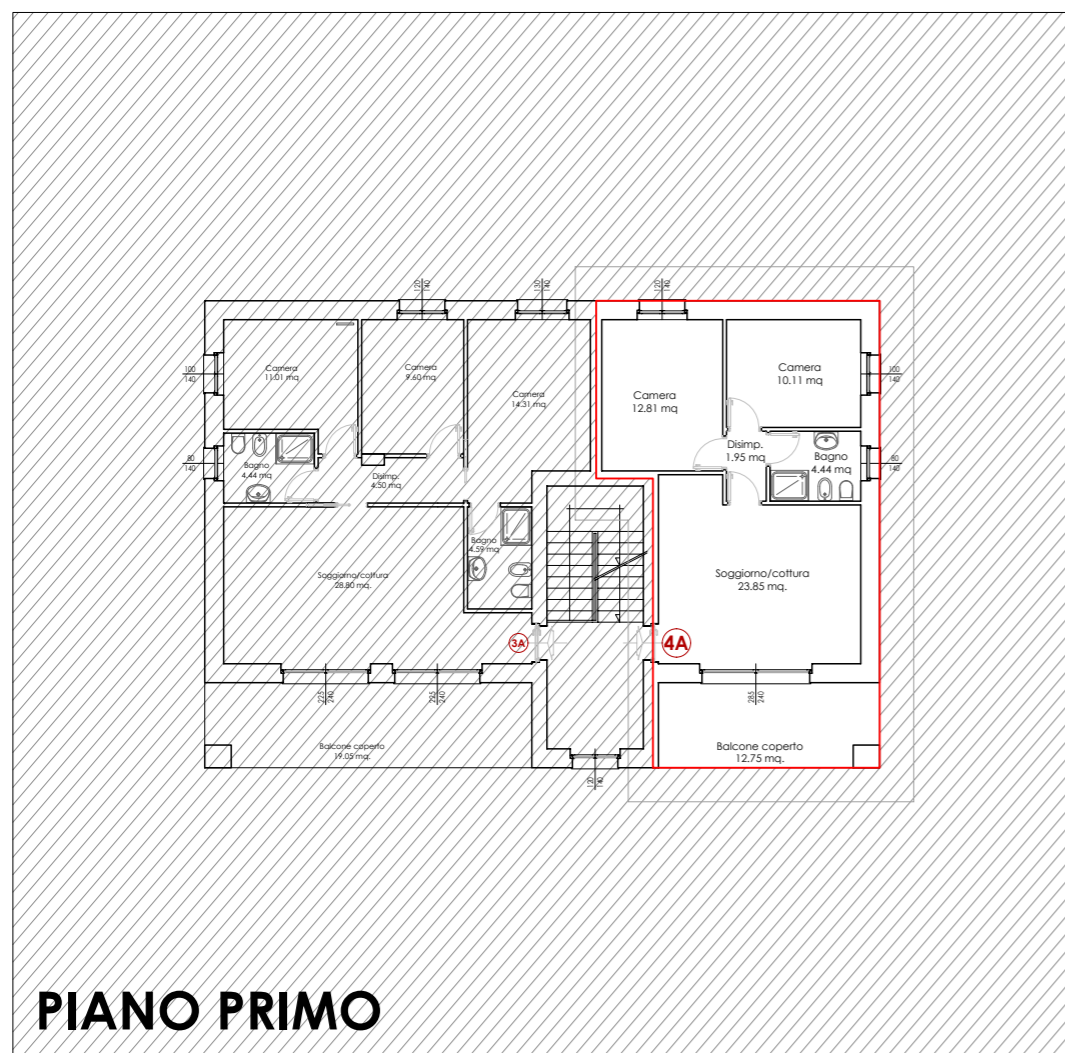 120
140
130
140
120
140
Camera
11.01 mq
Camera
9.60 mq
Camera
14.31 mq
Camera
12.81 mq
Camera
10.11 mq
100
140
100
140
Disimp.
1.95 mq
Bagno
4.44 mq
80
140
Bagno
4.44 mq
80
140
Disimp.
4.50 mq
Bagno
4.59 mq
Soggiorno/cottura
28.80 mq.
Soggiorno/cottura
23.85 mq.
3A
4A
225
240
225
240
285
240
Balcone coperto
19.05 mq.
Balcone coperto
12.75 mq.
120
140
PIANO PRIMO